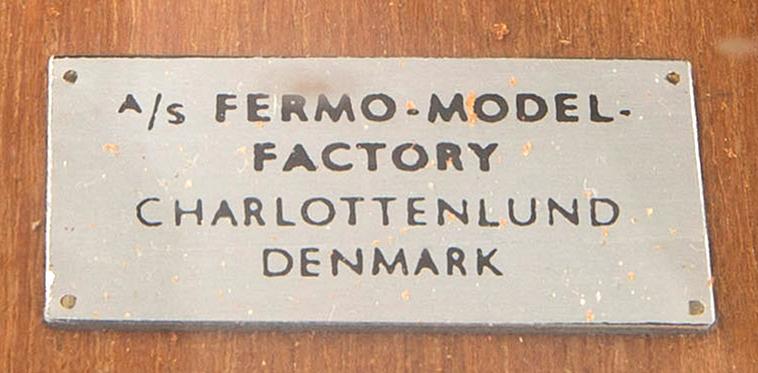 A/S FERMO-MODEL-
FACTORY
CHARLOTTENLUND
DENMARK